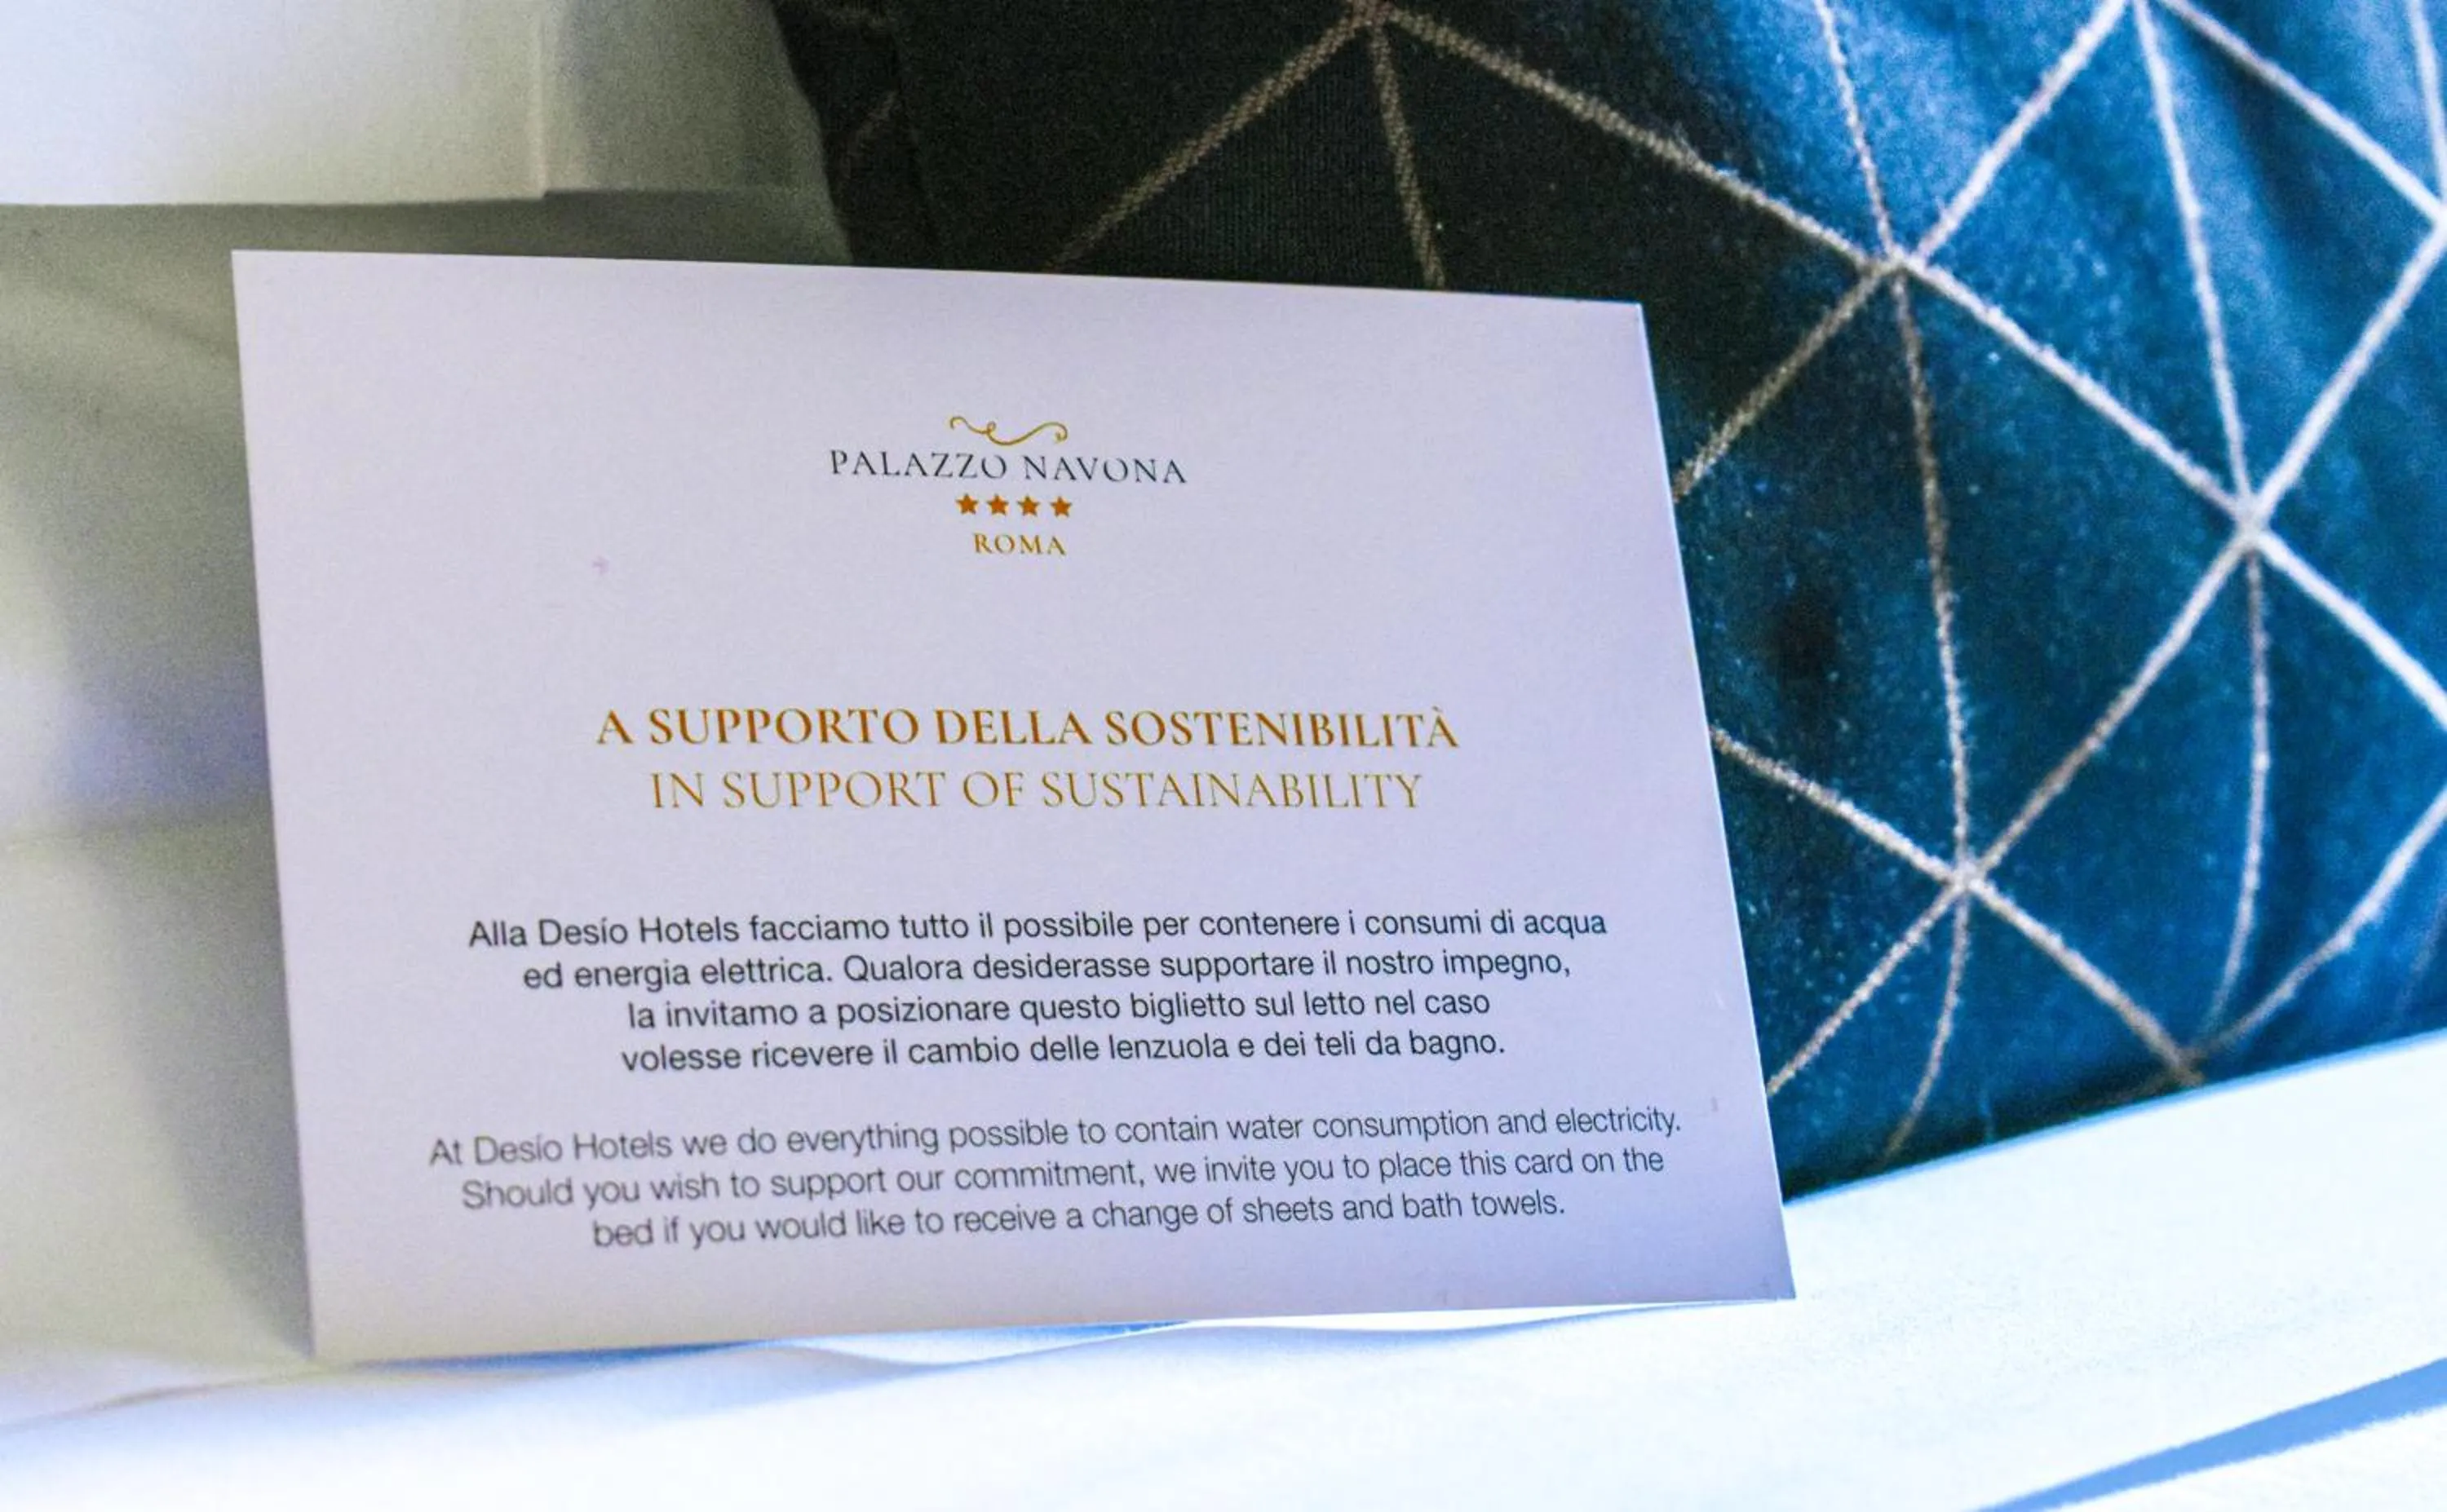 PALAZZO NAVONA
★★★★
ROMA
A SUPPORTO DELLA SOSTENIBILITÀ
IN SUPPORT OF SUSTAINABILITY
Alla Desío Hotels facciamo tutto il possibile per contenere i consumi di acqua
ed energia elettrica. Qualora desiderasse supportare il nostro impegno,
la invitamo a posizionare questo biglietto sul letto nel caso
volesse ricevere il cambio delle lenzuola e dei teli da bagno.
At Desío Hotels we do everything possible to contain water consumption and electricity.
Should you wish to support our commitment, we invite you to place this card on the
bed if you would like to receive a change of sheets and bath towels.